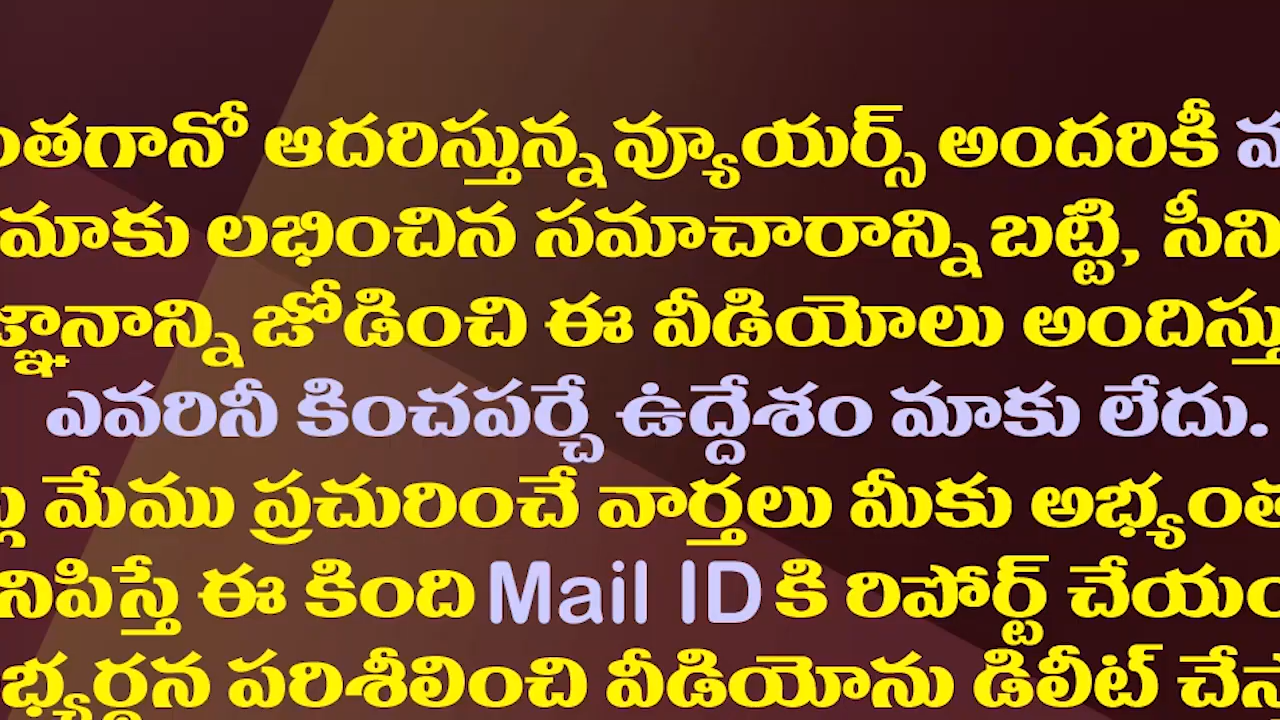 ఆదరిస్తున్న వ్యూయర్స్ అందరికీ
మాకు లభించిన సమాచారాన్ని బట్టి,
జోడించి ఈ వీడియోలు
ఎవరినీ కించపర్చే ఉద్దేశం మాకు లేదు.
మేము ప్రచురించే వార్తలు మీకు
ఈ కింది Mail ID కి రిపోర్ట్
పరిశీలించి వీడియోను డిలీట్